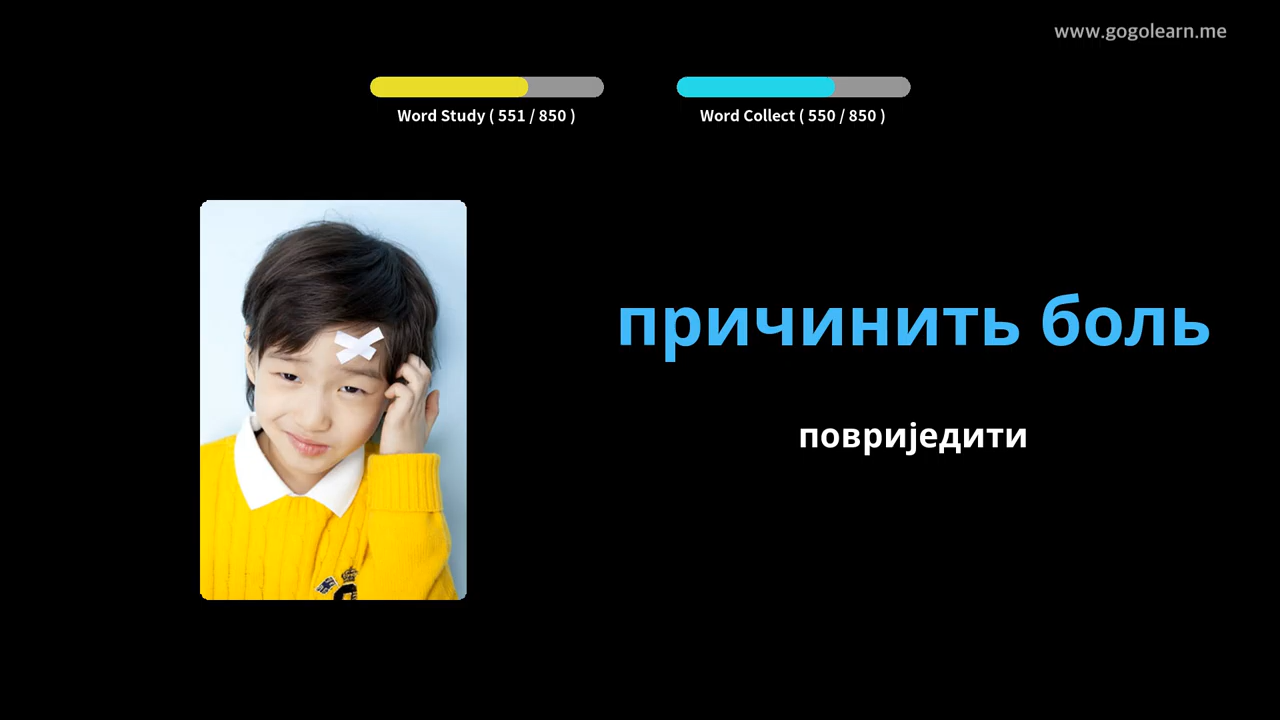 www.gogolearn.me
Word Study ( 551 / 850 )
Word Collect ( 550 / 850 )
причинить боль
повриједити